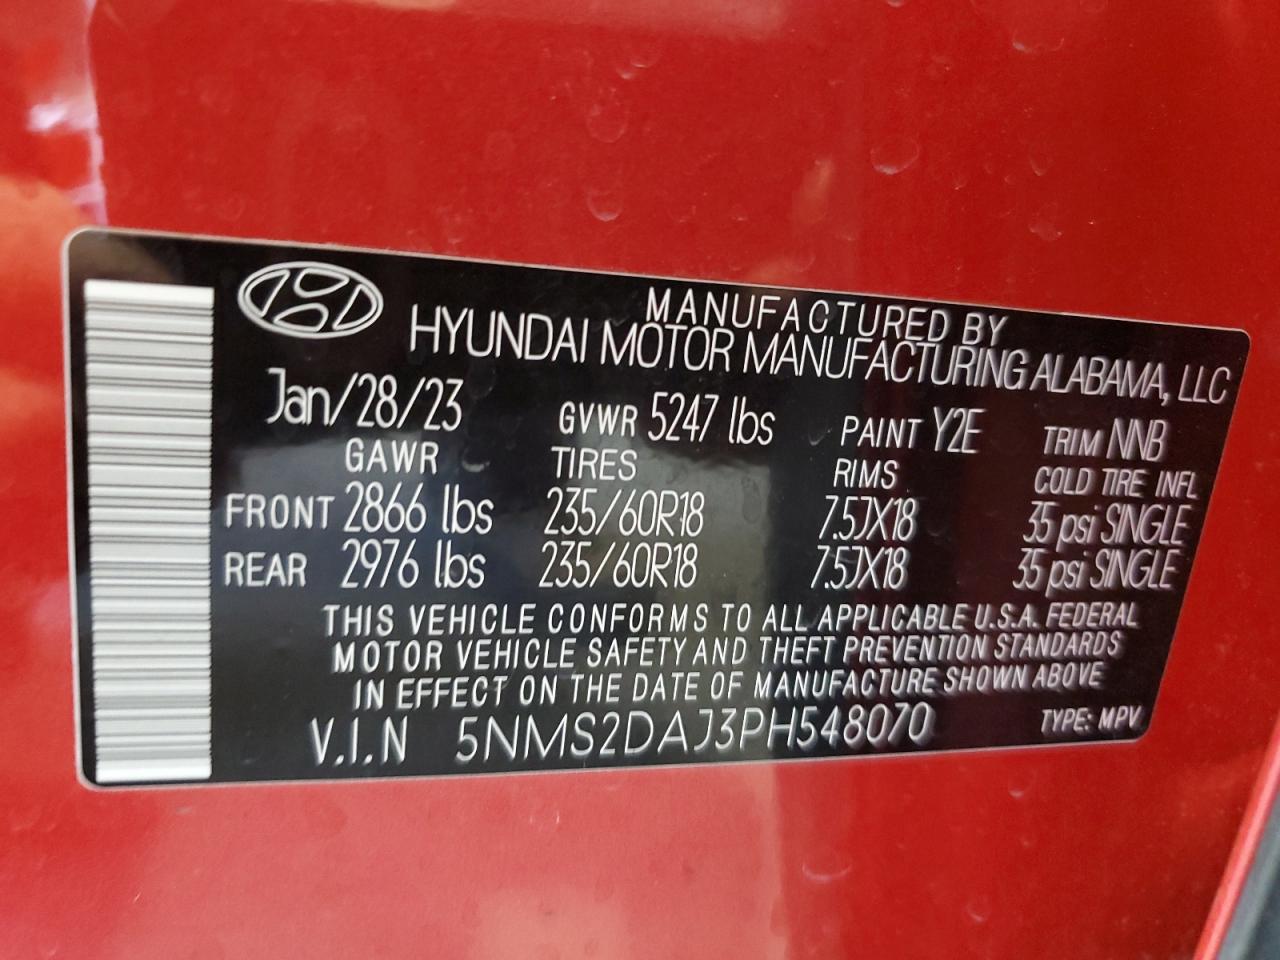 MANUFACTURED BY
HYUNDAI MOTOR MANUFACTURING ALABAMA, LLC
Jan/28/23 GVWR 5247 lbs PAINT Y2E TRIM NNB
GAWR TIRES RIMS COLD TIRE INFL
FRONT 2866 lbs 235/60R18 7.5JX18 35 psi SINGLE
REAR 2976 lbs 235/60R18 7.5JX18 35 psi SINGLE
THIS VEHICLE CONFORMS TO ALL APPLICABLE U.S.A. FEDERAL
MOTOR VEHICLE SAFETY AND THEFT PREVENTION STANDARDS
IN EFFECT ON THE DATE OF MANUFACTURE SHOWN ABOVE
V.I.N 5NMS2DAJ3PH548070 TYPE: MPV